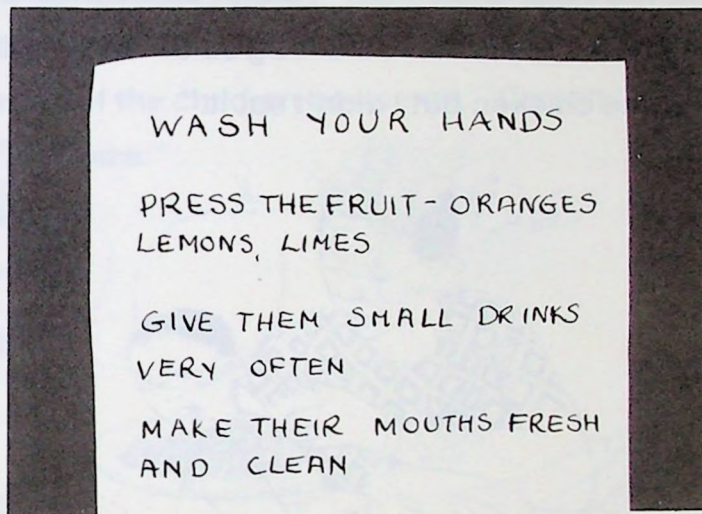 WASH YOUR HANDS
PRESS THE FRUIT - ORANGES
LEMONS, LIMES
GIVE THEM SMALL DRINKS
VERY OFTEN
MAKE THEIR MOUTHS FRESH
AND CLEAN